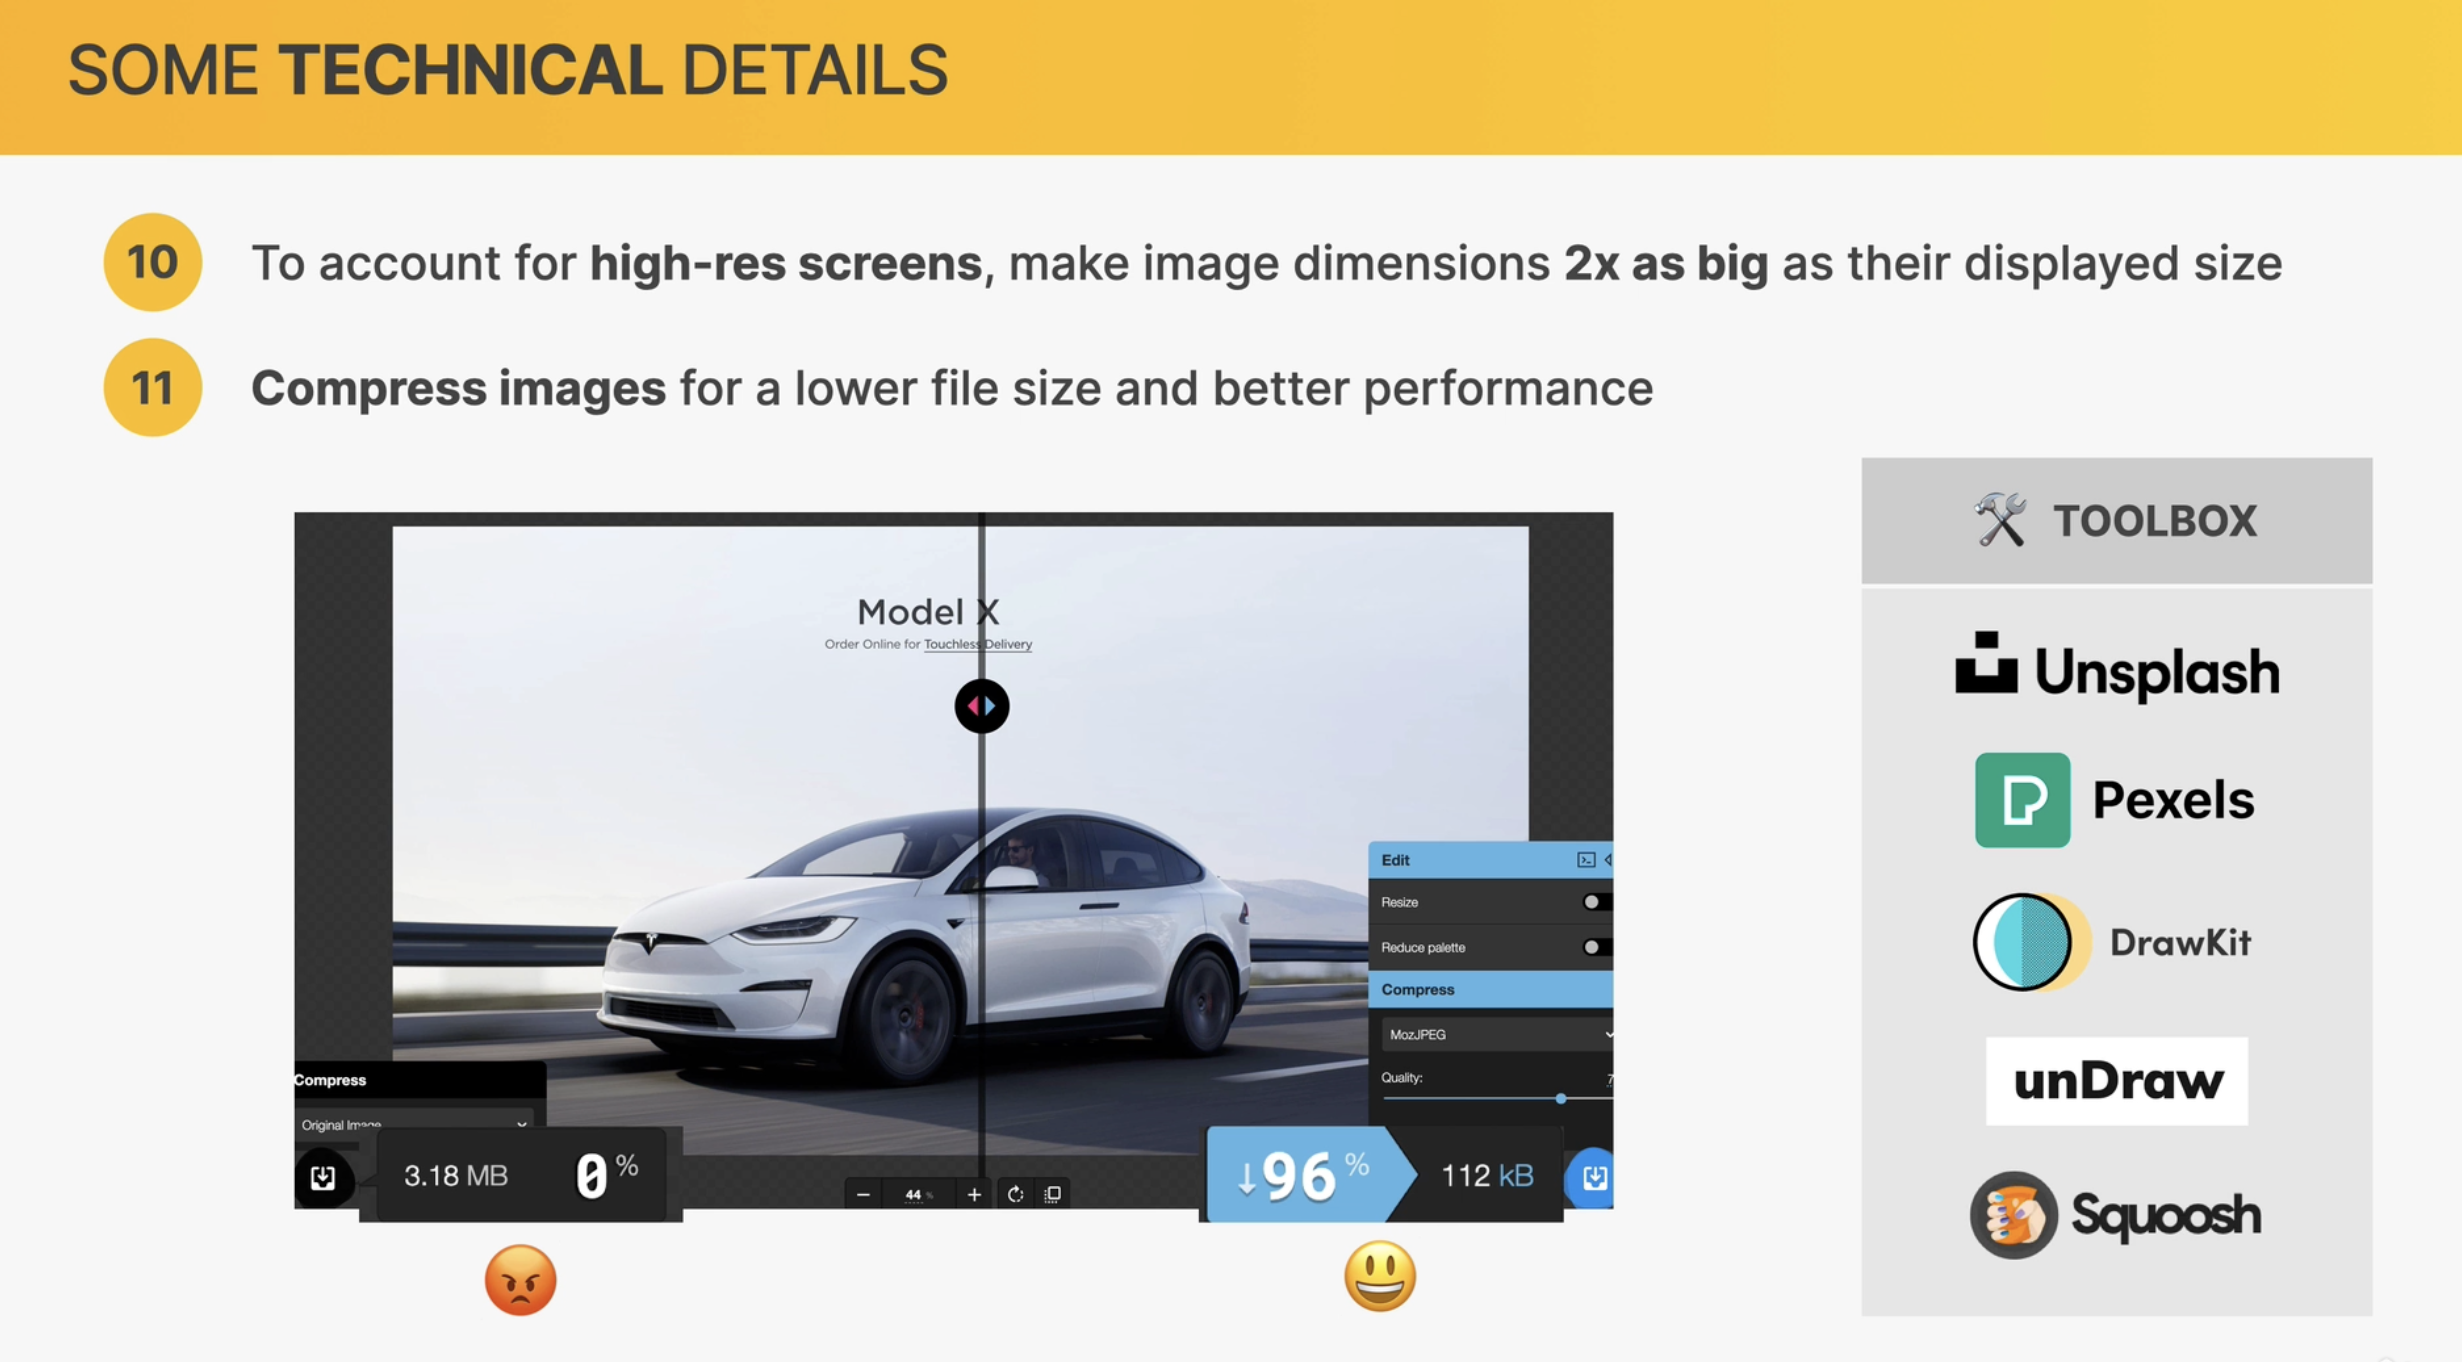 SOME TECHNICAL DETAILS
10 To account for high-res screens, make image dimensions 2x as big as their displayed size
11 Compress images for a lower file size and better performance
Model X
Order Online for Touchless Delivery
Edit
Resize
Reduce palette
Compress
MozJPEG
Quality: 7
Compress
Original Image
3.18 MB 0 %
44 %
↓96 % 112 kB
TOOLBOX
Unsplash
Pexels
DrawKit
unDraw
Squoosh